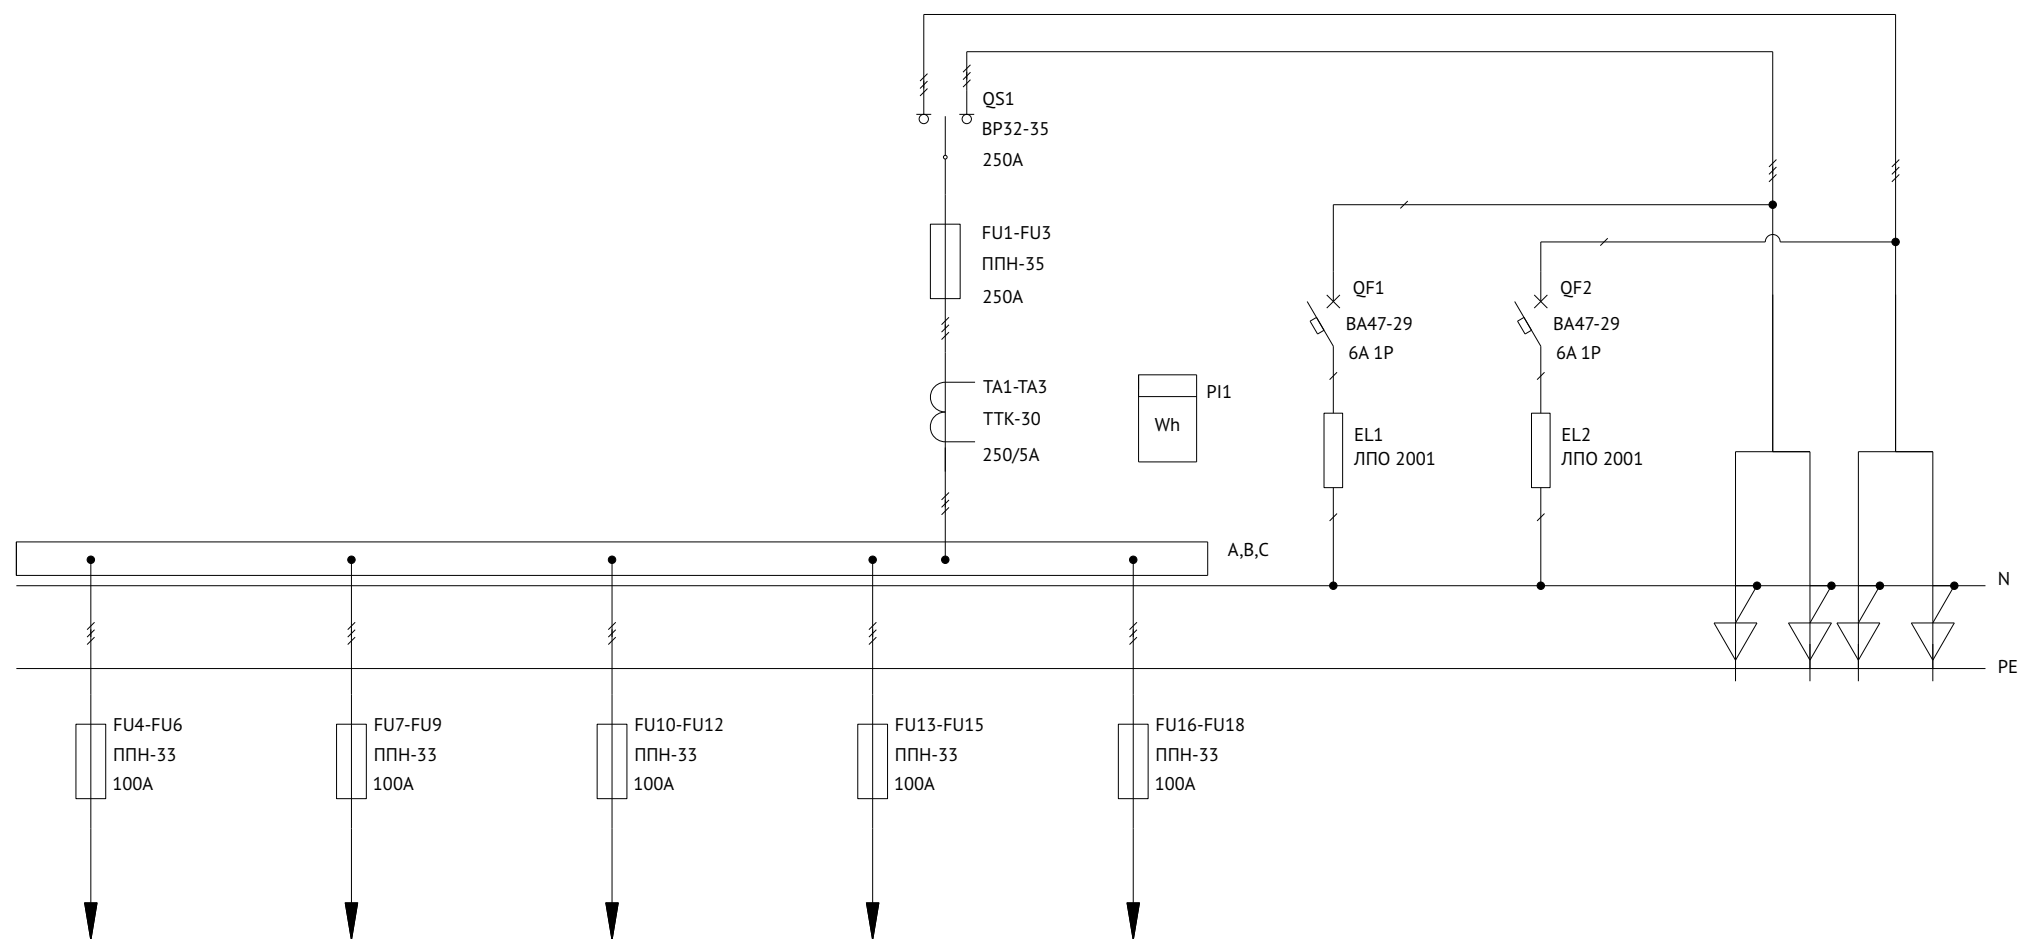 QS1
ВР32-35
250А
FU1-FU3
ППН-35
250А
TA1-TA3
ТТК-30
250/5А
PI1
Wh
QF1
ВА47-29
6А 1Р
QF2
ВА47-29
6А 1Р
EL1
ЛПО 2001
EL2
ЛПО 2001
A,B,C
N
PE
FU4-FU6
ППН-33
100А
FU7-FU9
ППН-33
100А
FU10-FU12
ППН-33
100А
FU13-FU15
ППН-33
100А
FU16-FU18
ППН-33
100А